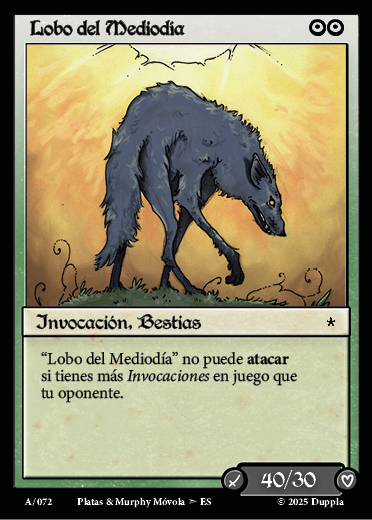 Lobo del Mediodía
Invocación, Bestias
*
“Lobo del Mediodía” no puede atacar
si tienes más Invocaciones en juego que
tu oponente.
40/30
A/072 Platas & Murphy Móvola ➣ ES © 2025 Duppla